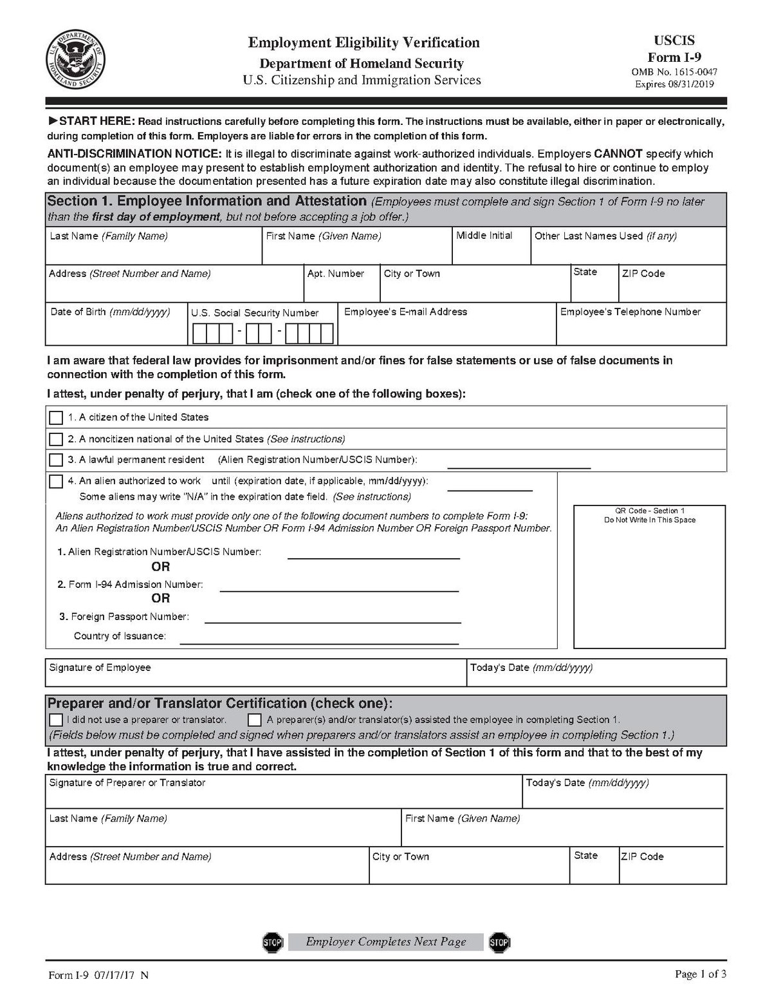 U.S. DEPARTMENT OF HOMELAND SECURITY
Employment Eligibility Verification
Department of Homeland Security
U.S. Citizenship and Immigration Services
USCIS
Form I-9
OMB No. 1615-0047
Expires 08/31/2019
►START HERE: Read instructions carefully before completing this form. The instructions must be available, either in paper or electronically,
during completion of this form. Employers are liable for errors in the completion of this form.
ANTI-DISCRIMINATION NOTICE: It is illegal to discriminate against work-authorized individuals. Employers CANNOT specify which
document(s) an employee may present to establish employment authorization and identity. The refusal to hire or continue to employ
an individual because the documentation presented has a future expiration date may also constitute illegal discrimination.
Section 1. Employee Information and Attestation (Employees must complete and sign Section 1 of Form I-9 no later
than the first day of employment, but not before accepting a job offer.)
Last Name (Family Name) First Name (Given Name) Middle Initial Other Last Names Used (if any)
Address (Street Number and Name) Apt. Number City or Town State ZIP Code
Date of Birth (mm/dd/yyyy) U.S. Social Security Number Employee's E-mail Address Employee's Telephone Number
- -
I am aware that federal law provides for imprisonment and/or fines for false statements or use of false documents in
connection with the completion of this form.
I attest, under penalty of perjury, that I am (check one of the following boxes):
1. A citizen of the United States
2. A noncitizen national of the United States (See instructions)
3. A lawful permanent resident (Alien Registration Number/USCIS Number):
4. An alien authorized to work until (expiration date, if applicable, mm/dd/yyyy):
Some aliens may write "N/A" in the expiration date field. (See instructions)
Aliens authorized to work must provide only one of the following document numbers to complete Form I-9:
An Alien Registration Number/USCIS Number OR Form I-94 Admission Number OR Foreign Passport Number.
1. Alien Registration Number/USCIS Number:
OR
2. Form I-94 Admission Number:
OR
3. Foreign Passport Number:
Country of Issuance:
QR Code - Section 1
Do Not Write In This Space
Signature of Employee Today's Date (mm/dd/yyyy)
Preparer and/or Translator Certification (check one):
I did not use a preparer or translator. A preparer(s) and/or translator(s) assisted the employee in completing Section 1.
(Fields below must be completed and signed when preparers and/or translators assist an employee in completing Section 1.)
I attest, under penalty of perjury, that I have assisted in the completion of Section 1 of this form and that to the best of my
knowledge the information is true and correct.
Signature of Preparer or Translator Today's Date (mm/dd/yyyy)
Last Name (Family Name) First Name (Given Name)
Address (Street Number and Name) City or Town State ZIP Code
STOP Employer Completes Next Page STOP
Form I-9 07/17/17 N Page 1 of 3